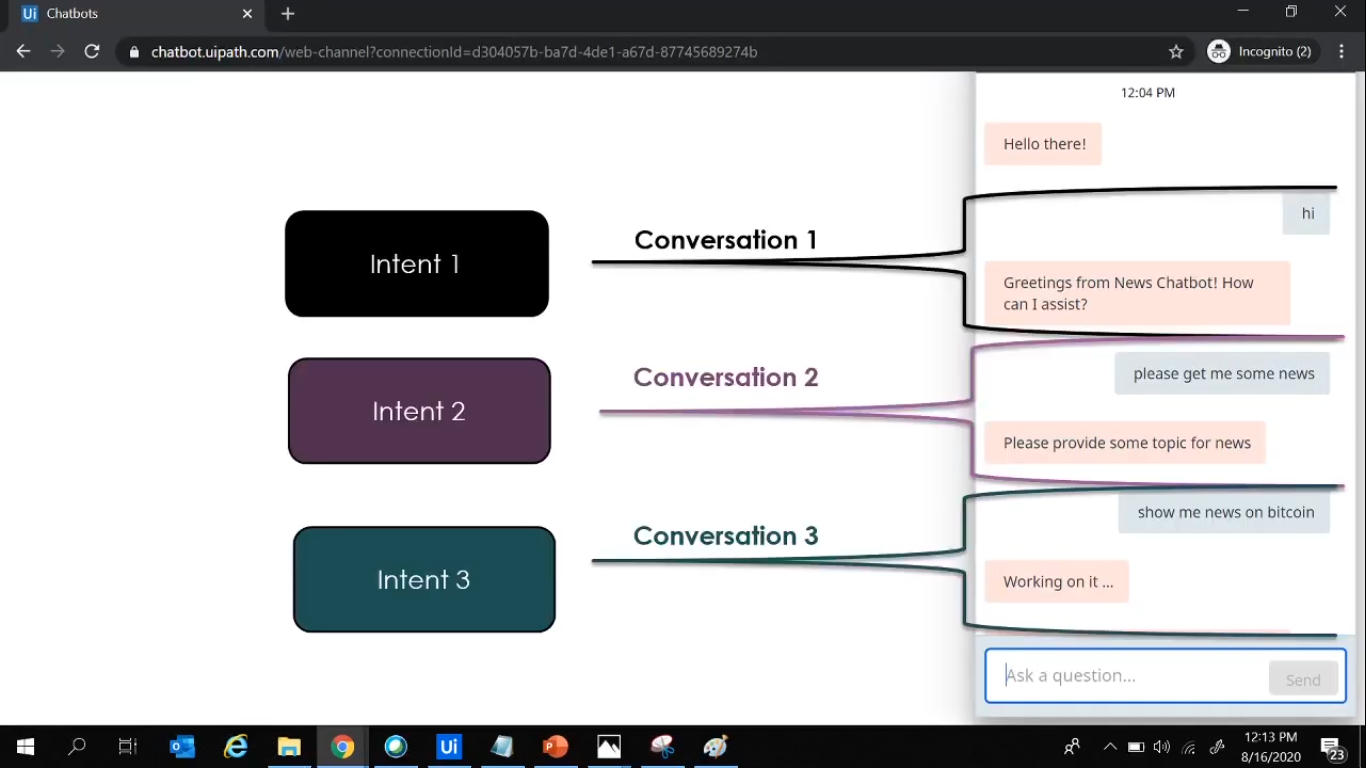 Ui Chatbots
chatbot.uipath.com/web-channel?connectionId=d304057b-ba7d-4de1-a67d-87745689274b
Incognito (2)
12:04 PM
Hello there!
hi
Intent 1
Conversation 1
Greetings from News Chatbot! How
can I assist?
Intent 2
Conversation 2
please get me some news
Please provide some topic for news
Intent 3
Conversation 3
show me news on bitcoin
Working on it ...
Ask a question...
Send
Ui
12:13 PM
8/16/2020
23